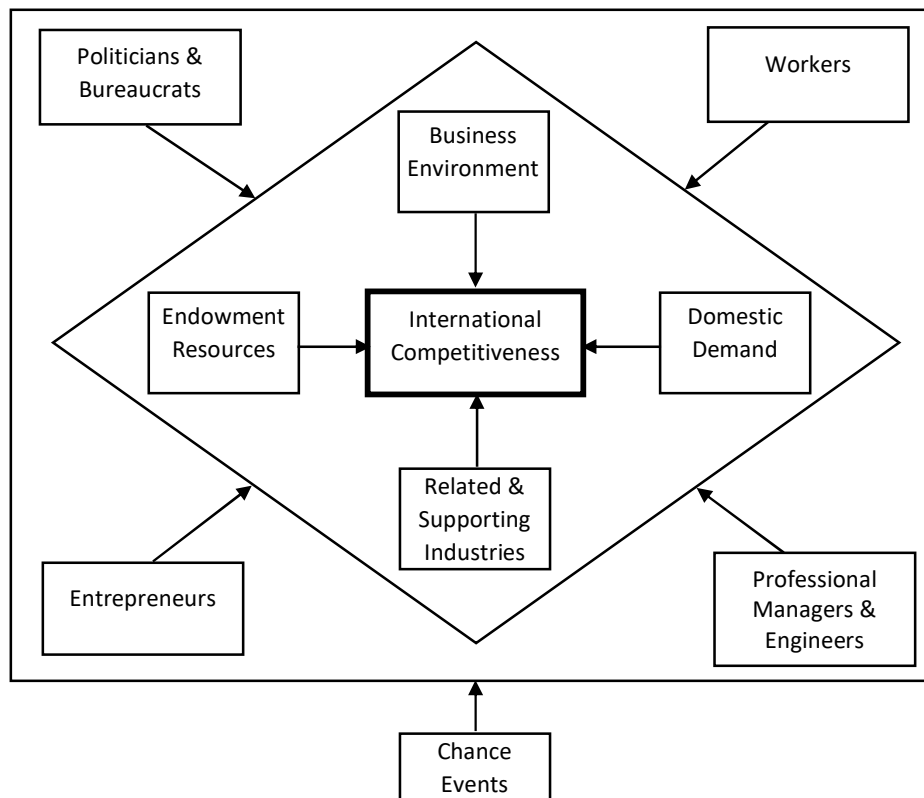 Politicians &
Bureaucrats
Workers
Business
Environment
Endowment
Resources
International
Competitiveness
Domestic
Demand
Related &
Supporting
Industries
Entrepreneurs
Professional
Managers &
Engineers
Chance
Events